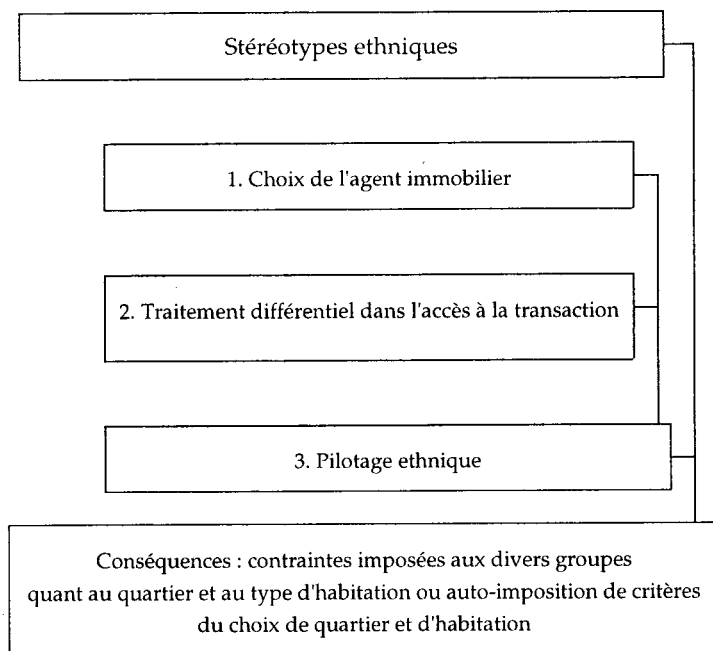 Stéréotypes ethniques
1. Choix de l'agent immobilier
2. Traitement différentiel dans l'accès à la transaction
3. Pilotage ethnique
Conséquences : contraintes imposées aux divers groupes
quant au quartier et au type d'habitation ou auto-imposition de critères
du choix de quartier et d'habitation